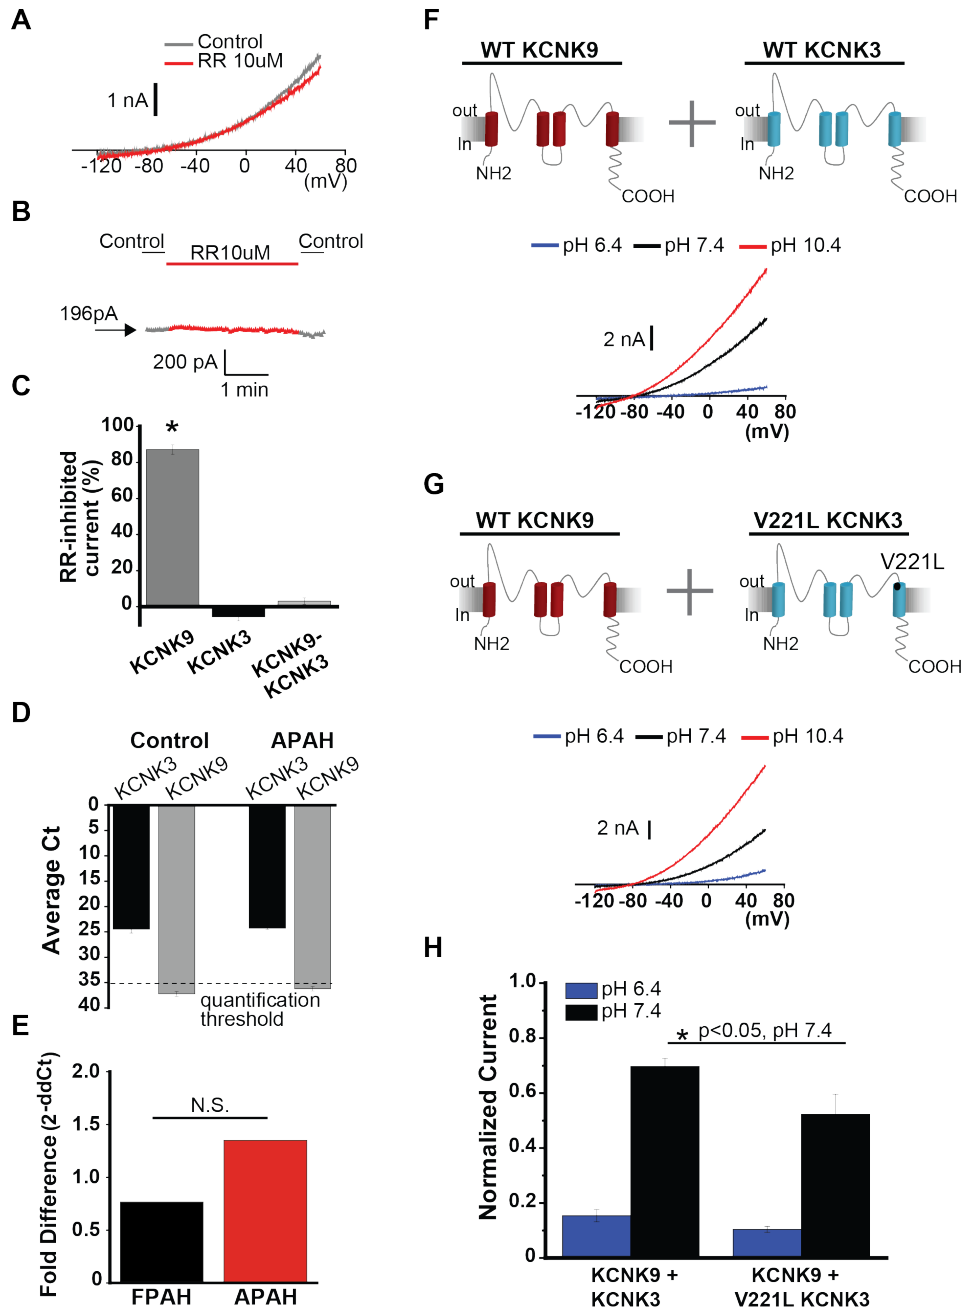 A
Control
RR 10uM
1 nA
-120 -80 -40 0 40 80
(mV)
B
Control
RR10uM
Control
196pA
200 pA
1 min
C
RR-inhibited
current (%)
100
80
60
40
20
0
*
KCNK9
KCNK3
KCNK9-
KCNK3
D
Control
APAH
KCNK3
KCNK9
KCNK3
KCNK9
Average Ct
0
5
10
15
20
25
30
35
40
quantification
threshold
E
Fold Difference (2-ddCt)
2.0
1.5
1.0
0.5
0
N.S.
FPAH
APAH
F
WT KCNK9
WT KCNK3
out
In
NH2
COOH
+
out
In
NH2
COOH
pH 6.4
pH 7.4
pH 10.4
2 nA
-120 -80 -40 0 40 80
(mV)
G
WT KCNK9
V221L KCNK3
V221L
out
In
NH2
COOH
+
out
In
NH2
COOH
pH 6.4
pH 7.4
pH 10.4
2 nA
-120 -80 -40 0 40 80
(mV)
H
Normalized Current
1.0
0.8
0.6
0.4
0.2
0
pH 6.4
pH 7.4
* p<0.05, pH 7.4
KCNK9 +
KCNK3
KCNK9 +
V221L KCNK3